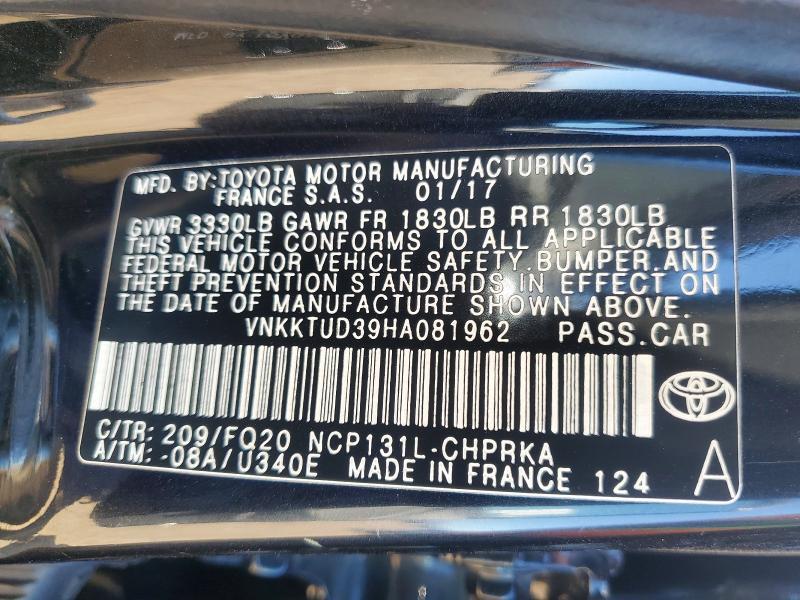 MFD. BY:TOYOTA MOTOR MANUFACTURING
FRANCE S.A.S. 01/17
GVWR 3330LB GAWR FR 1830LB RR 1830LB
THIS VEHICLE CONFORMS TO ALL APPLICABLE
FEDERAL MOTOR VEHICLE SAFETY,BUMPER,AND
THEFT PREVENTION STANDARDS IN EFFECT ON
THE DATE OF MANUFACTURE SHOWN ABOVE.
VNKKTUD39HA081962 PASS.CAR
C/TR: 209/FQ20 NCP131L-CHPRKA
A/TM: -08A/U340E MADE IN FRANCE 124
A